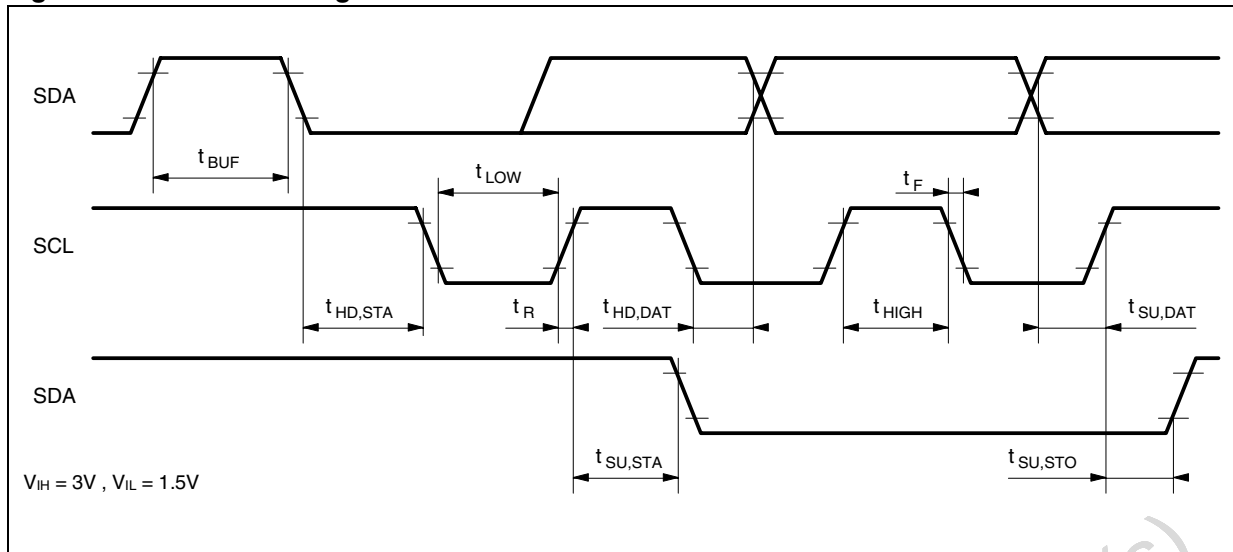 SDA
t BUF
t LOW
t F
SCL
t HD,STA
t R
t HD,DAT
t HIGH
t SU,DAT
SDA
t SU,STA
t SU,STO
VIH = 3V , VIL = 1.5V